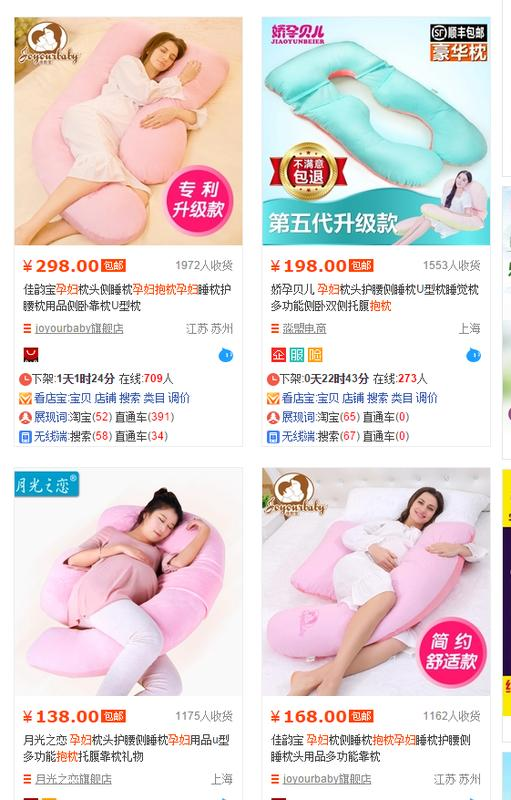 Joyourbaby
专利
升级款
娇孕贝儿
JIAOYUNBEIER
顺丰包邮
豪华枕
不满意
包退
第五代升级款
¥298.00 包邮 1972人收货
佳韵宝孕妇枕头侧睡枕孕妇抱枕孕妇睡枕护
腰枕用品侧卧靠枕U型枕
joyourbaby旗舰店 江苏 苏州
下架:1天1时24分 在线:709人
看店宝:宝贝 店铺 搜索 类目 调价
展现词:淘宝(52) 直通车(391)
无线端:搜索(58) 直通车(34)
¥198.00 包邮 1553人收货
娇孕贝儿 孕妇枕头护腰侧睡枕U型枕睡觉枕
多功能侧卧双侧托腹抱枕
淼盟电商 上海
企 服 险
下架:0天22时43分 在线:273人
看店宝:宝贝 店铺 搜索 类目 调价
展现词:淘宝(65) 直通车(0)
无线端:搜索(67) 直通车(0)
月光之恋®
Joyourbaby
简约
舒适款
¥138.00 包邮 1175人收货
月光之恋 孕妇枕头护腰侧睡枕孕妇用品u型
多功能抱枕托腹靠枕礼物
月光之恋旗舰店 上海
¥168.00 包邮 1162人收货
佳韵宝 孕妇枕侧睡枕抱枕孕妇睡枕护腰侧
睡枕头用品多功能靠枕
joyourbaby旗舰店 江苏 苏州